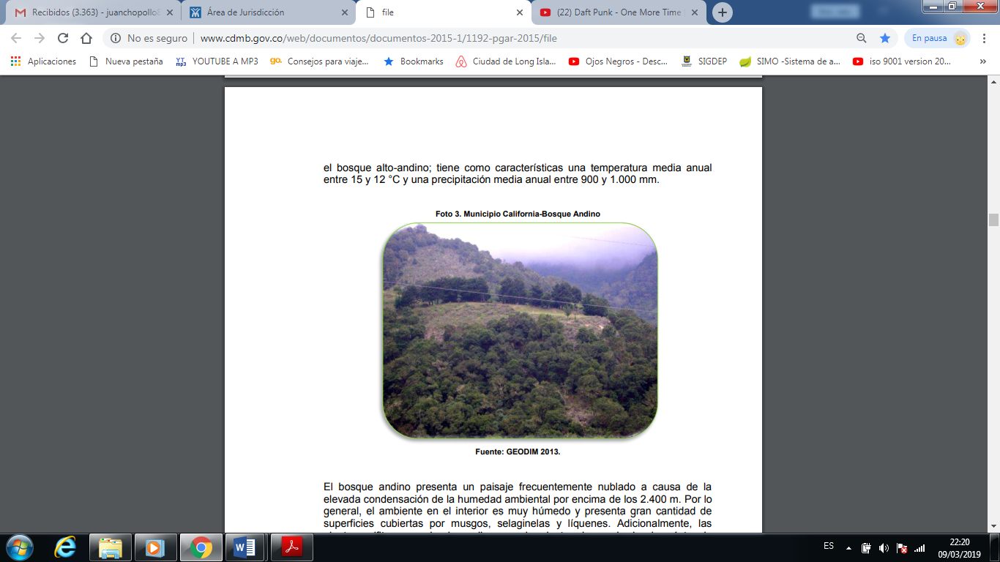 Recibidos (3.363) - juanchopollo8
Área de Jurisdicción
file
(22) Daft Punk - One More Time
No es seguro
www.cdmb.gov.co/web/documentos/documentos-2015-1/1192-pgar-2015/file
En pausa
Aplicaciones
Nueva pestaña
YOUTUBE A MP3
Consejos para viaje...
Bookmarks
Ciudad de Long Isla...
Ojos Negros - Desc...
SIGDEP
SIMO -Sistema de a...
iso 9001 version 20...
el bosque alto-andino; tiene como características una temperatura media anual
entre 15 y 12 °C y una precipitación media anual entre 900 y 1.000 mm.
Foto 3. Municipio California-Bosque Andino
Fuente: GEODIM 2013.
El bosque andino presenta un paisaje frecuentemente nublado a causa de la
elevada condensación de la humedad ambiental por encima de los 2.400 m. Por lo
general, el ambiente en el interior es muy húmedo y presenta gran cantidad de
superficies cubiertas por musgos, selaginelas y líquenes. Adicionalmente, las
ES
22:20
09/03/2019